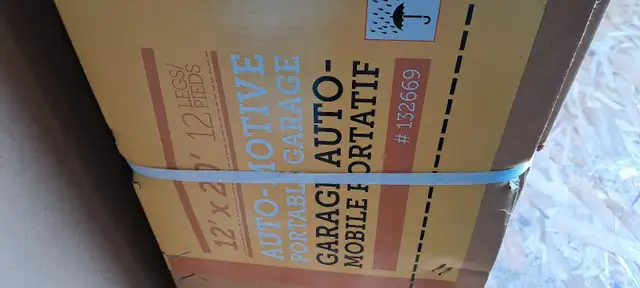 12' x 20' 12 LEGS/
PIEDS
AUTO-MOTIVE
PORTABLE GARAGE
GARAGE AUTO-
MOBILE PORTATIF
# 132669